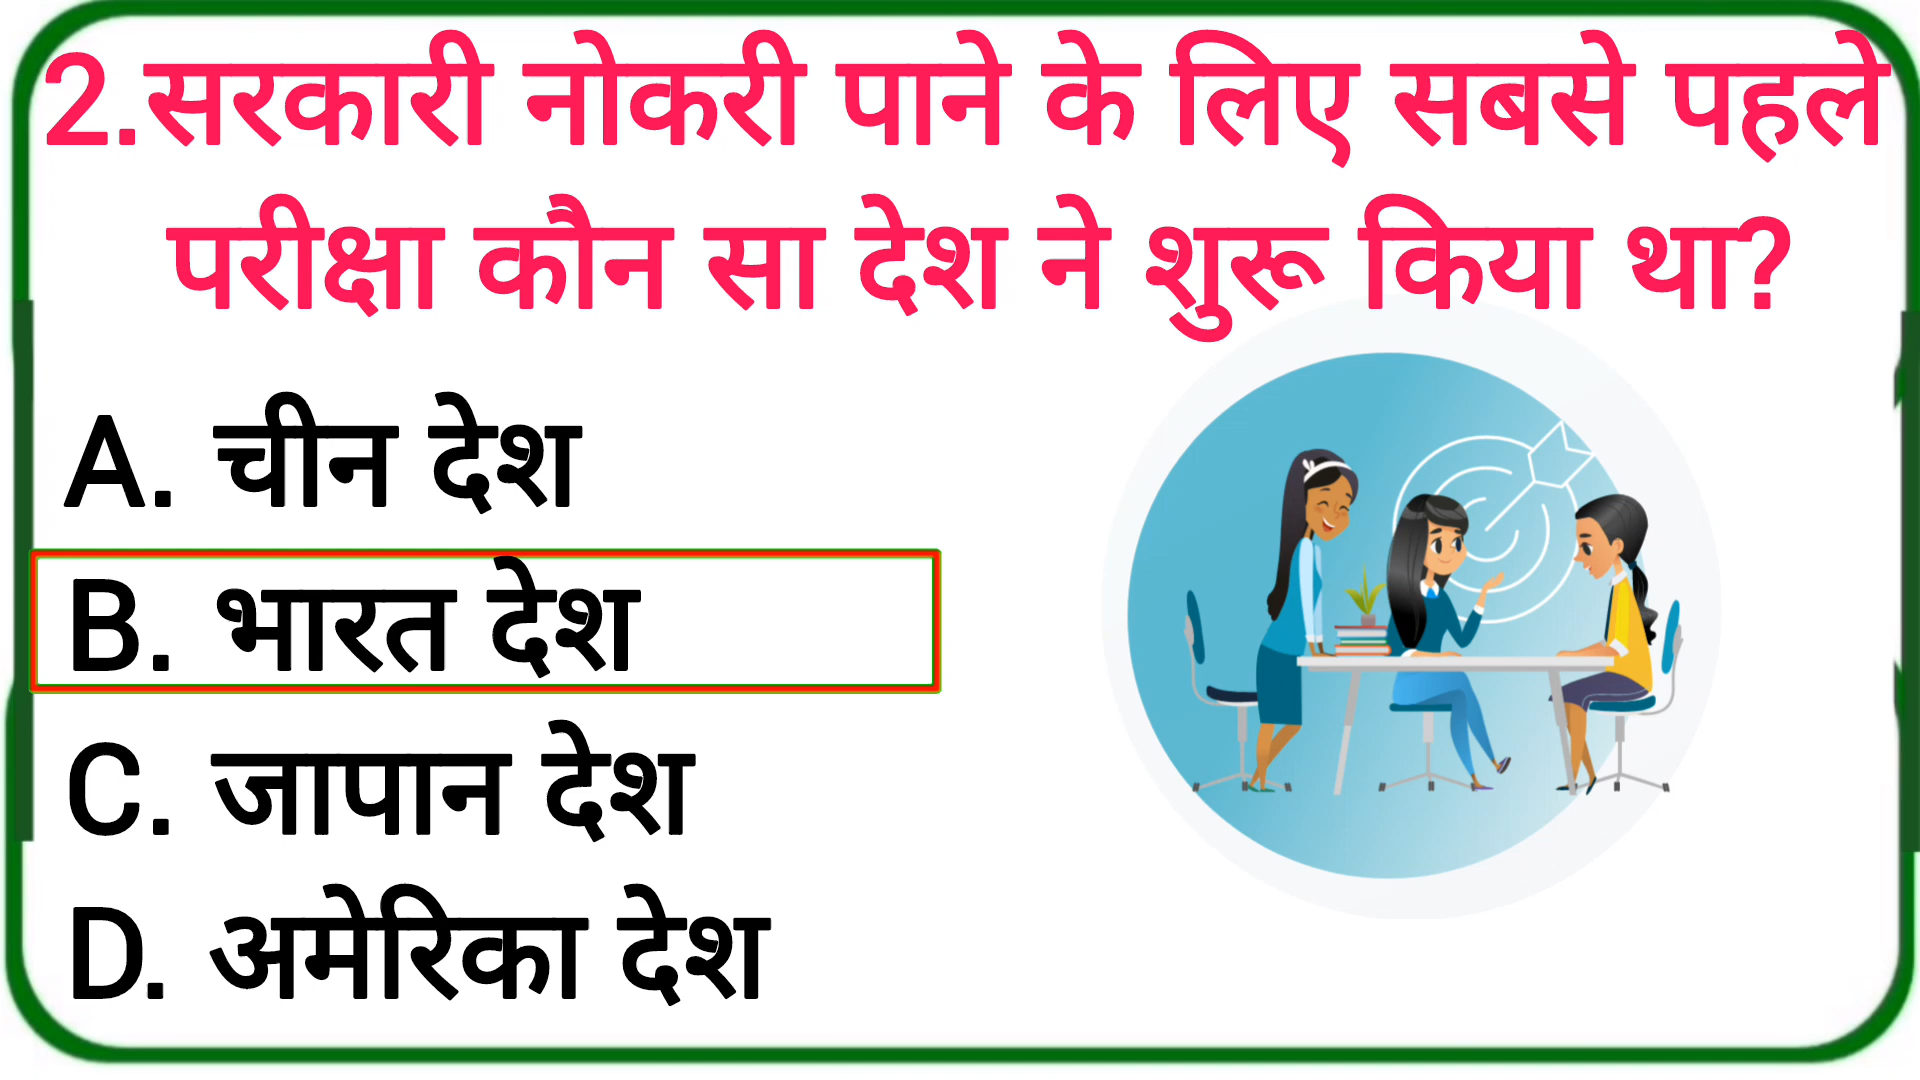 2.सरकारी नोकरी पाने के लिए सबसे पहले
परीक्षा कौन सा देश ने शुरू किया था?
A. चीन देश
B. भारत देश
C. जापान देश
D. अमेरिका देश